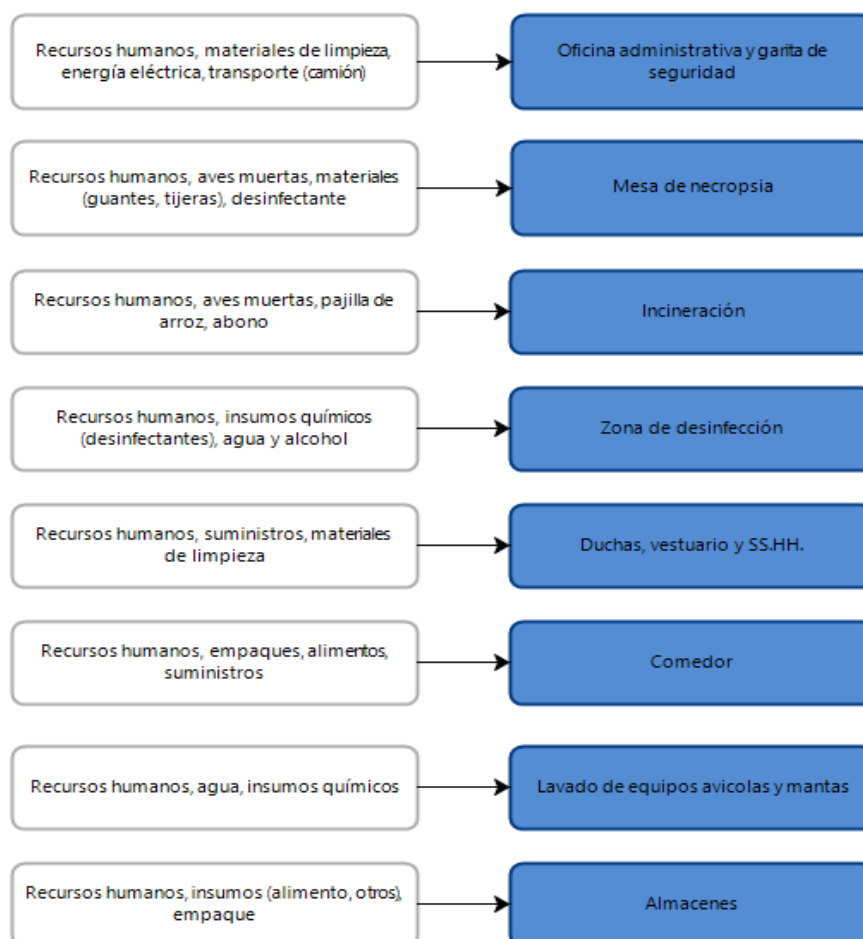 Recursos humanos, materiales de limpieza,
energía eléctrica, transporte (camión)
Oficina administrativa y garita de
seguridad
Recursos humanos, aves muertas, materiales
(guantes, tijeras), desinfectante
Mesa de necropsia
Recursos humanos, aves muertas, pajilla de
arroz, abono
Incineración
Recursos humanos, insumos químicos
(desinfectantes), agua y alcohol
Zona de desinfección
Recursos humanos, suministros, materiales
de limpieza
Duchas, vestuario y SS.HH.
Recursos humanos, empaques, alimentos,
suministros
Comedor
Recursos humanos, agua, insumos químicos
Lavado de equipos avicolas y mantas
Recursos humanos, insumos (alimento, otros),
empaque
Almacenes